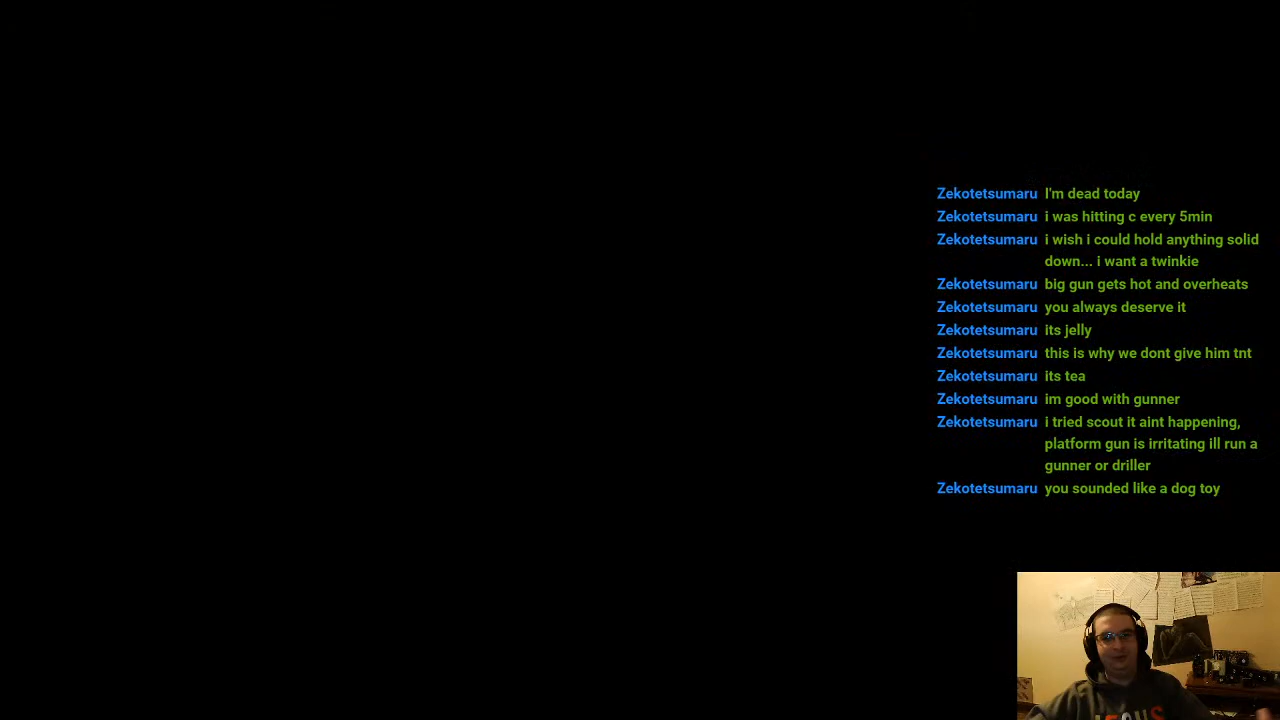 Zekotetsumaru I'm dead today
Zekotetsumaru i was hitting c every 5min
Zekotetsumaru i wish i could hold anything solid
down... i want a twinkie
Zekotetsumaru big gun gets hot and overheats
Zekotetsumaru you always deserve it
Zekotetsumaru its jelly
Zekotetsumaru this is why we dont give him tnt
Zekotetsumaru its tea
Zekotetsumaru im good with gunner
Zekotetsumaru i tried scout it aint happening,
platform gun is irritating ill run a
gunner or driller
Zekotetsumaru you sounded like a dog toy